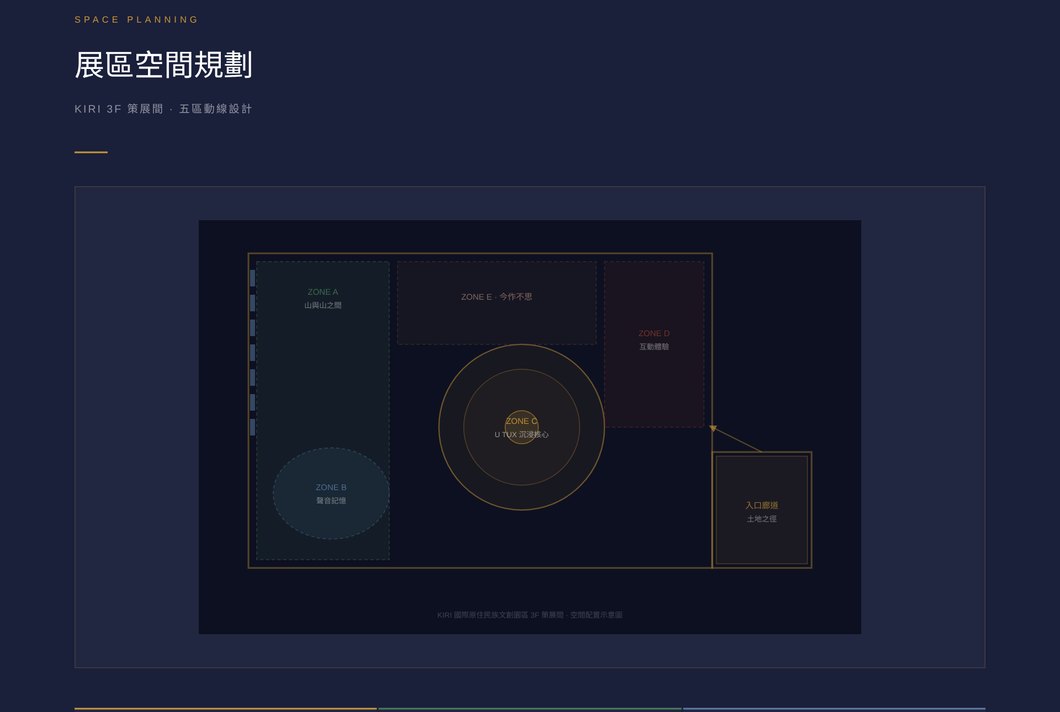 SPACE PLANNING
展區空間規劃
KIRI 3F 策展間 · 五區動線設計
ZONE A
山與山之間
ZONE E · 今作不思
ZONE D
互動體驗
ZONE C
U TUX 沉浸核心
ZONE B
聲音記憶
入口廊道
土地之徑
KIRI 國際原住民族文創園區 3F 策展間 · 空間配置示意圖